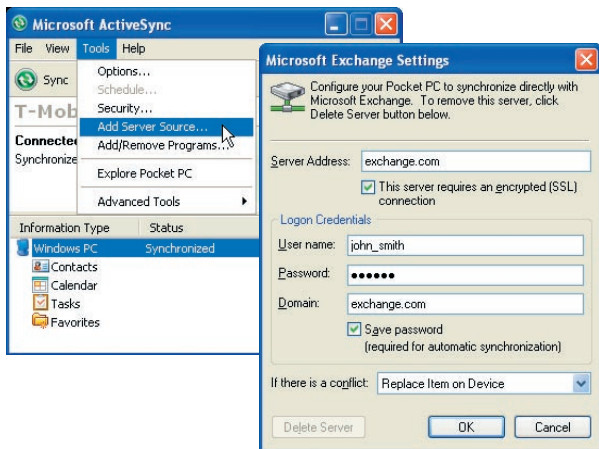 Microsoft ActiveSync
File View Tools Help
Sync
Options...
Schedule...
Security...
Add Server Source...
Add/Remove Programs...
Explore Pocket PC
Advanced Tools
T-Mob
Connected
Synchronize
Information Type Status
Windows PC Synchronized
Contacts
Calendar
Tasks
Favorites
Microsoft Exchange Settings
Configure your Pocket PC to synchronize directly with
Microsoft Exchange. To remove this server, click
Delete Server button below.
Server Address: exchange.com
This server requires an encrypted (SSL)
connection
Logon Credentials
User name: john_smith
Password: ●●●●●●
Domain: exchange.com
Save password
(required for automatic synchronization)
If there is a conflict: Replace Item on Device
Delete Server OK Cancel